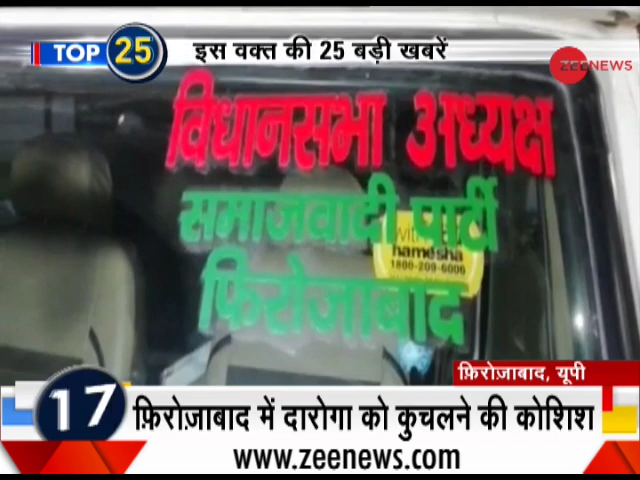 TOP 25 इस वक्त की 25 बड़ी खबरें
ZEENEWS
विधानसभा अध्यक्ष
समाजवादी पार्टी
hamesha
1800-209-6006
फिरोजाबाद
फ़िरोज़ाबाद, यूपी
17 फ़िरोज़ाबाद में दारोगा को कुचलने की कोशिश
www.zeenews.com